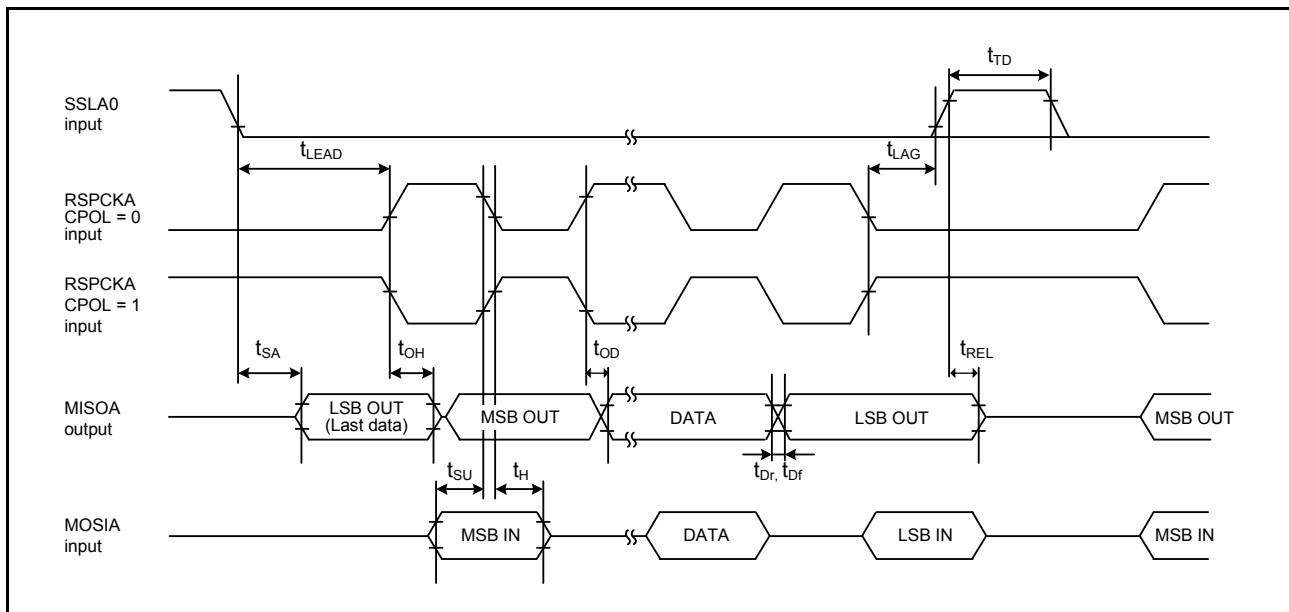 tTD
SSLA0
input
tLEAD
tLAG
RSPCKA
CPOL = 0
input
RSPCKA
CPOL = 1
input
tSA
tOH
tOD
tREL
MISOA
output
LSB OUT
(Last data)
MSB OUT
DATA
LSB OUT
MSB OUT
tSU
tH
tDr, tDf
MOSIA
input
MSB IN
DATA
LSB IN
MSB IN